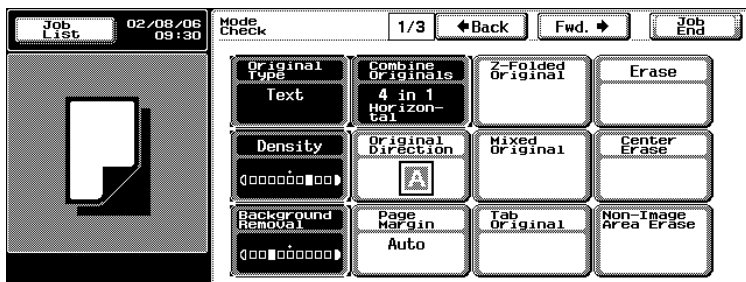 Job
List
02/08/06
09:30
Mode
Check
1/3
Back
Fwd.
Job
End
Original
Type
Text
Combine
Originals
4 in 1
Horizon-
tal
Z-Folded
Original
Erase
Density
Original
Direction
A
Mixed
Original
Center
Erase
Background
Removal
Page
Margin
Auto
Tab
Original
Non-Image
Area Erase